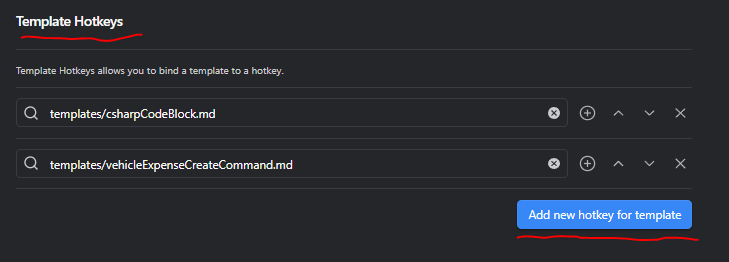 Template Hotkeys
Template Hotkeys allows you to bind a template to a hotkey.
templates/csharpCodeBlock.md
templates/vehicleExpenseCreateCommand.md
Add new hotkey for template